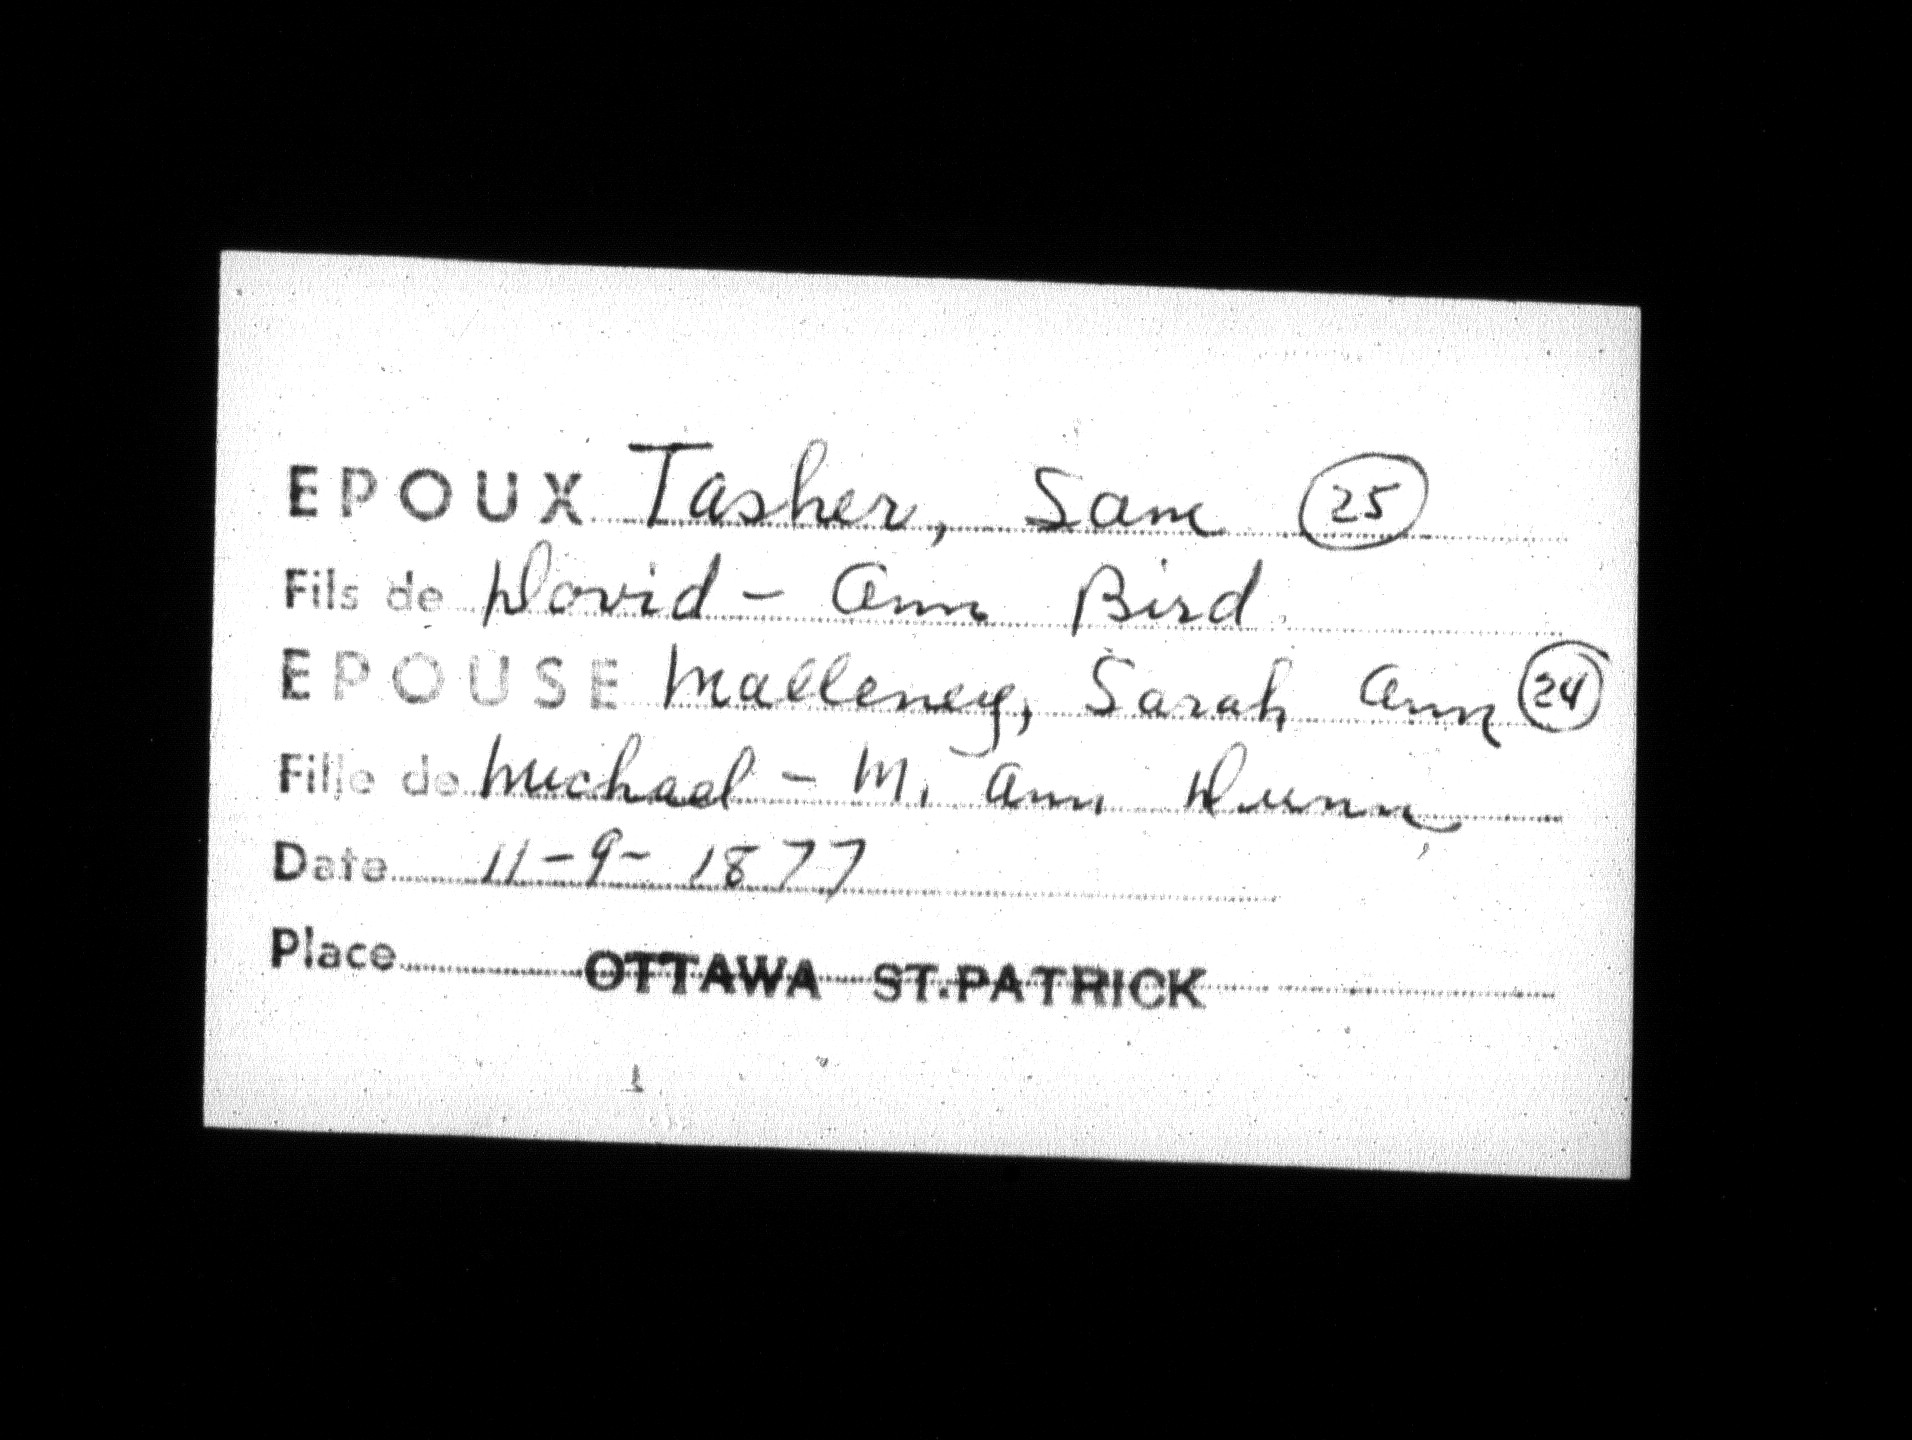 EPOUX Tasher, Sam 25
Fils de David - Ann Bird
EPOUSE Malleney, Sarah Ann 24
Fille de Michael - M. Ann Dunn
Date 11-9-1877
Place OTTAWA ST. PATRICK